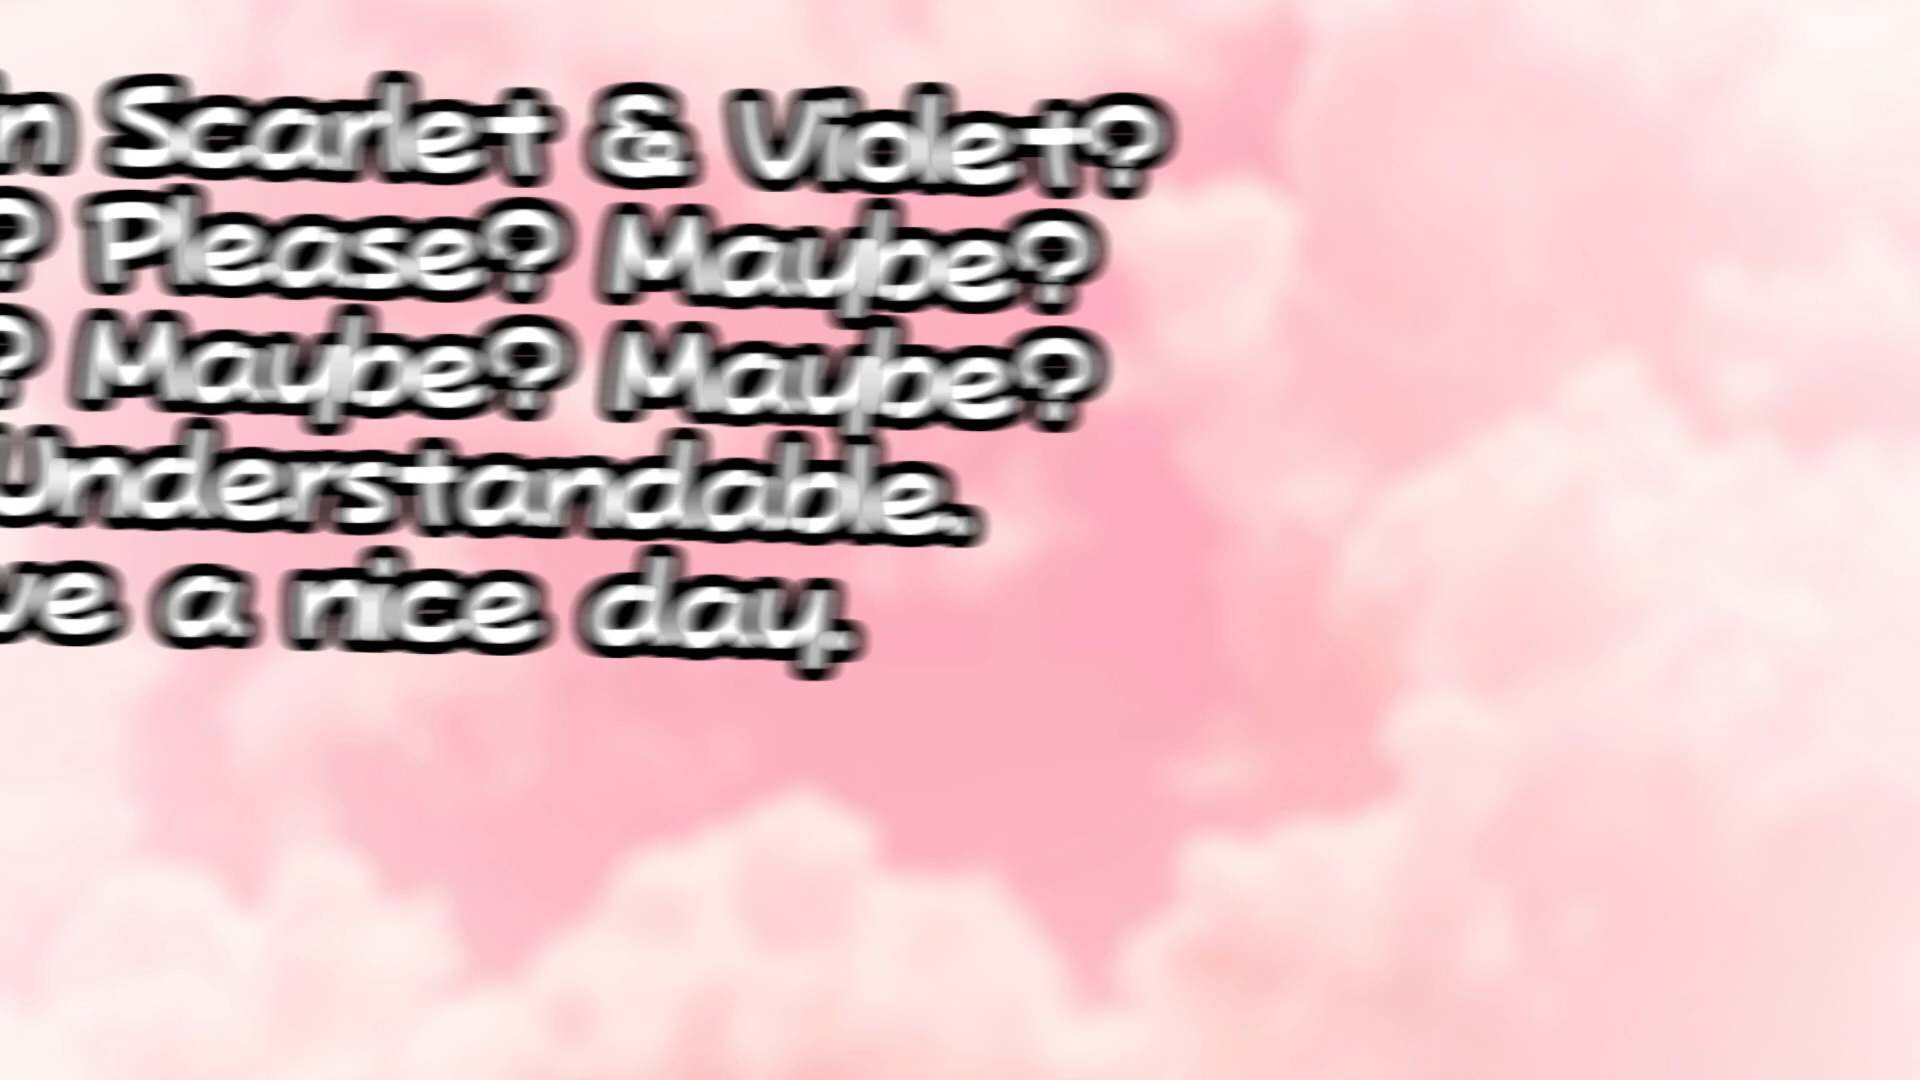 n Scarlet & Violet?
? Please? Maybe?
? Maybe? Maybe?
Understandable.
ve a nice day.